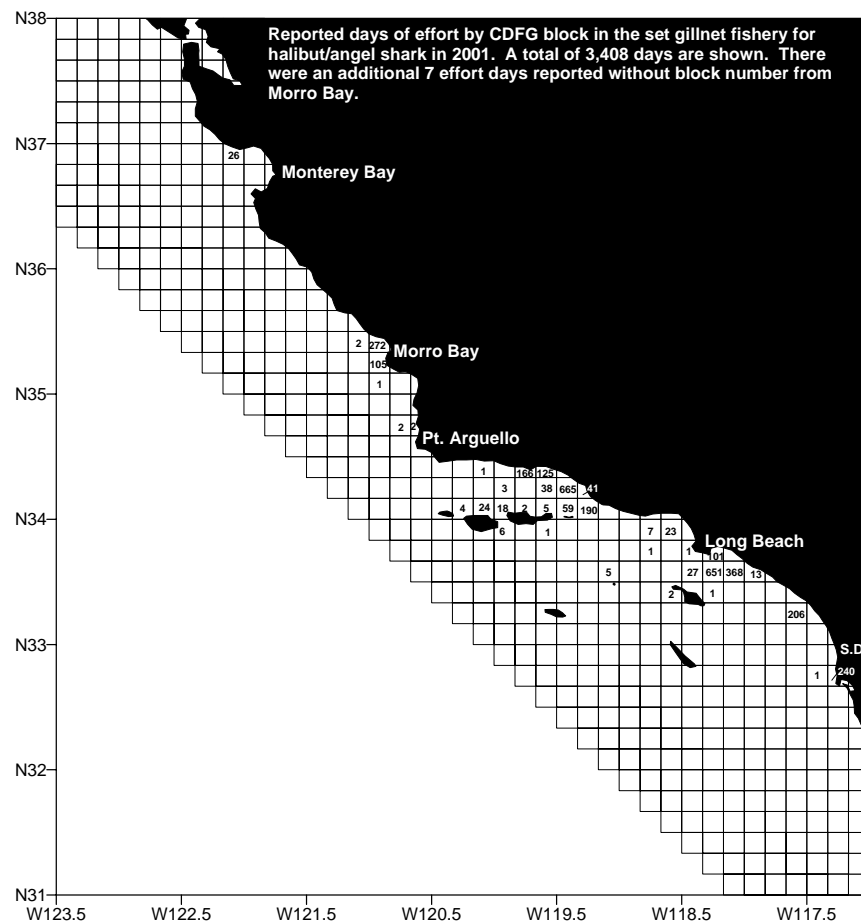 N38
Reported days of effort by CDFG block in the set gillnet fishery for
halibut/angel shark in 2001. A total of 3,408 days are shown. There
were an additional 7 effort days reported without block number from
Morro Bay.
N37
26
Monterey Bay
N36
2 272
Morro Bay
105
N35
1
2 2
Pt. Arguello
1 166 125
3 38 665 41
4 24 18 2 5 59 190
N34
6 1 7 23
Long Beach
1 1 101
5 27 651 368 13
2 1
206
N33
S.D
1 240
N32
N31
W123.5 W122.5 W121.5 W120.5 W119.5 W118.5 W117.5